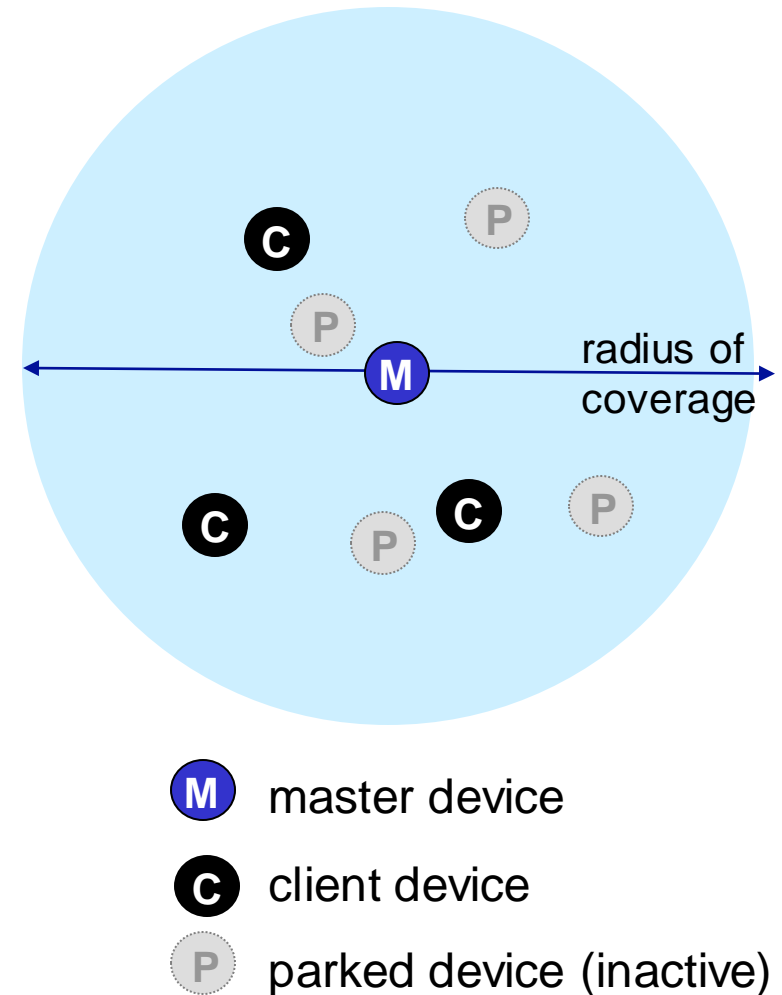 P
C
P
radius of
M
coverage
C
C
P
P
M master device
C client device
P parked device (inactive)